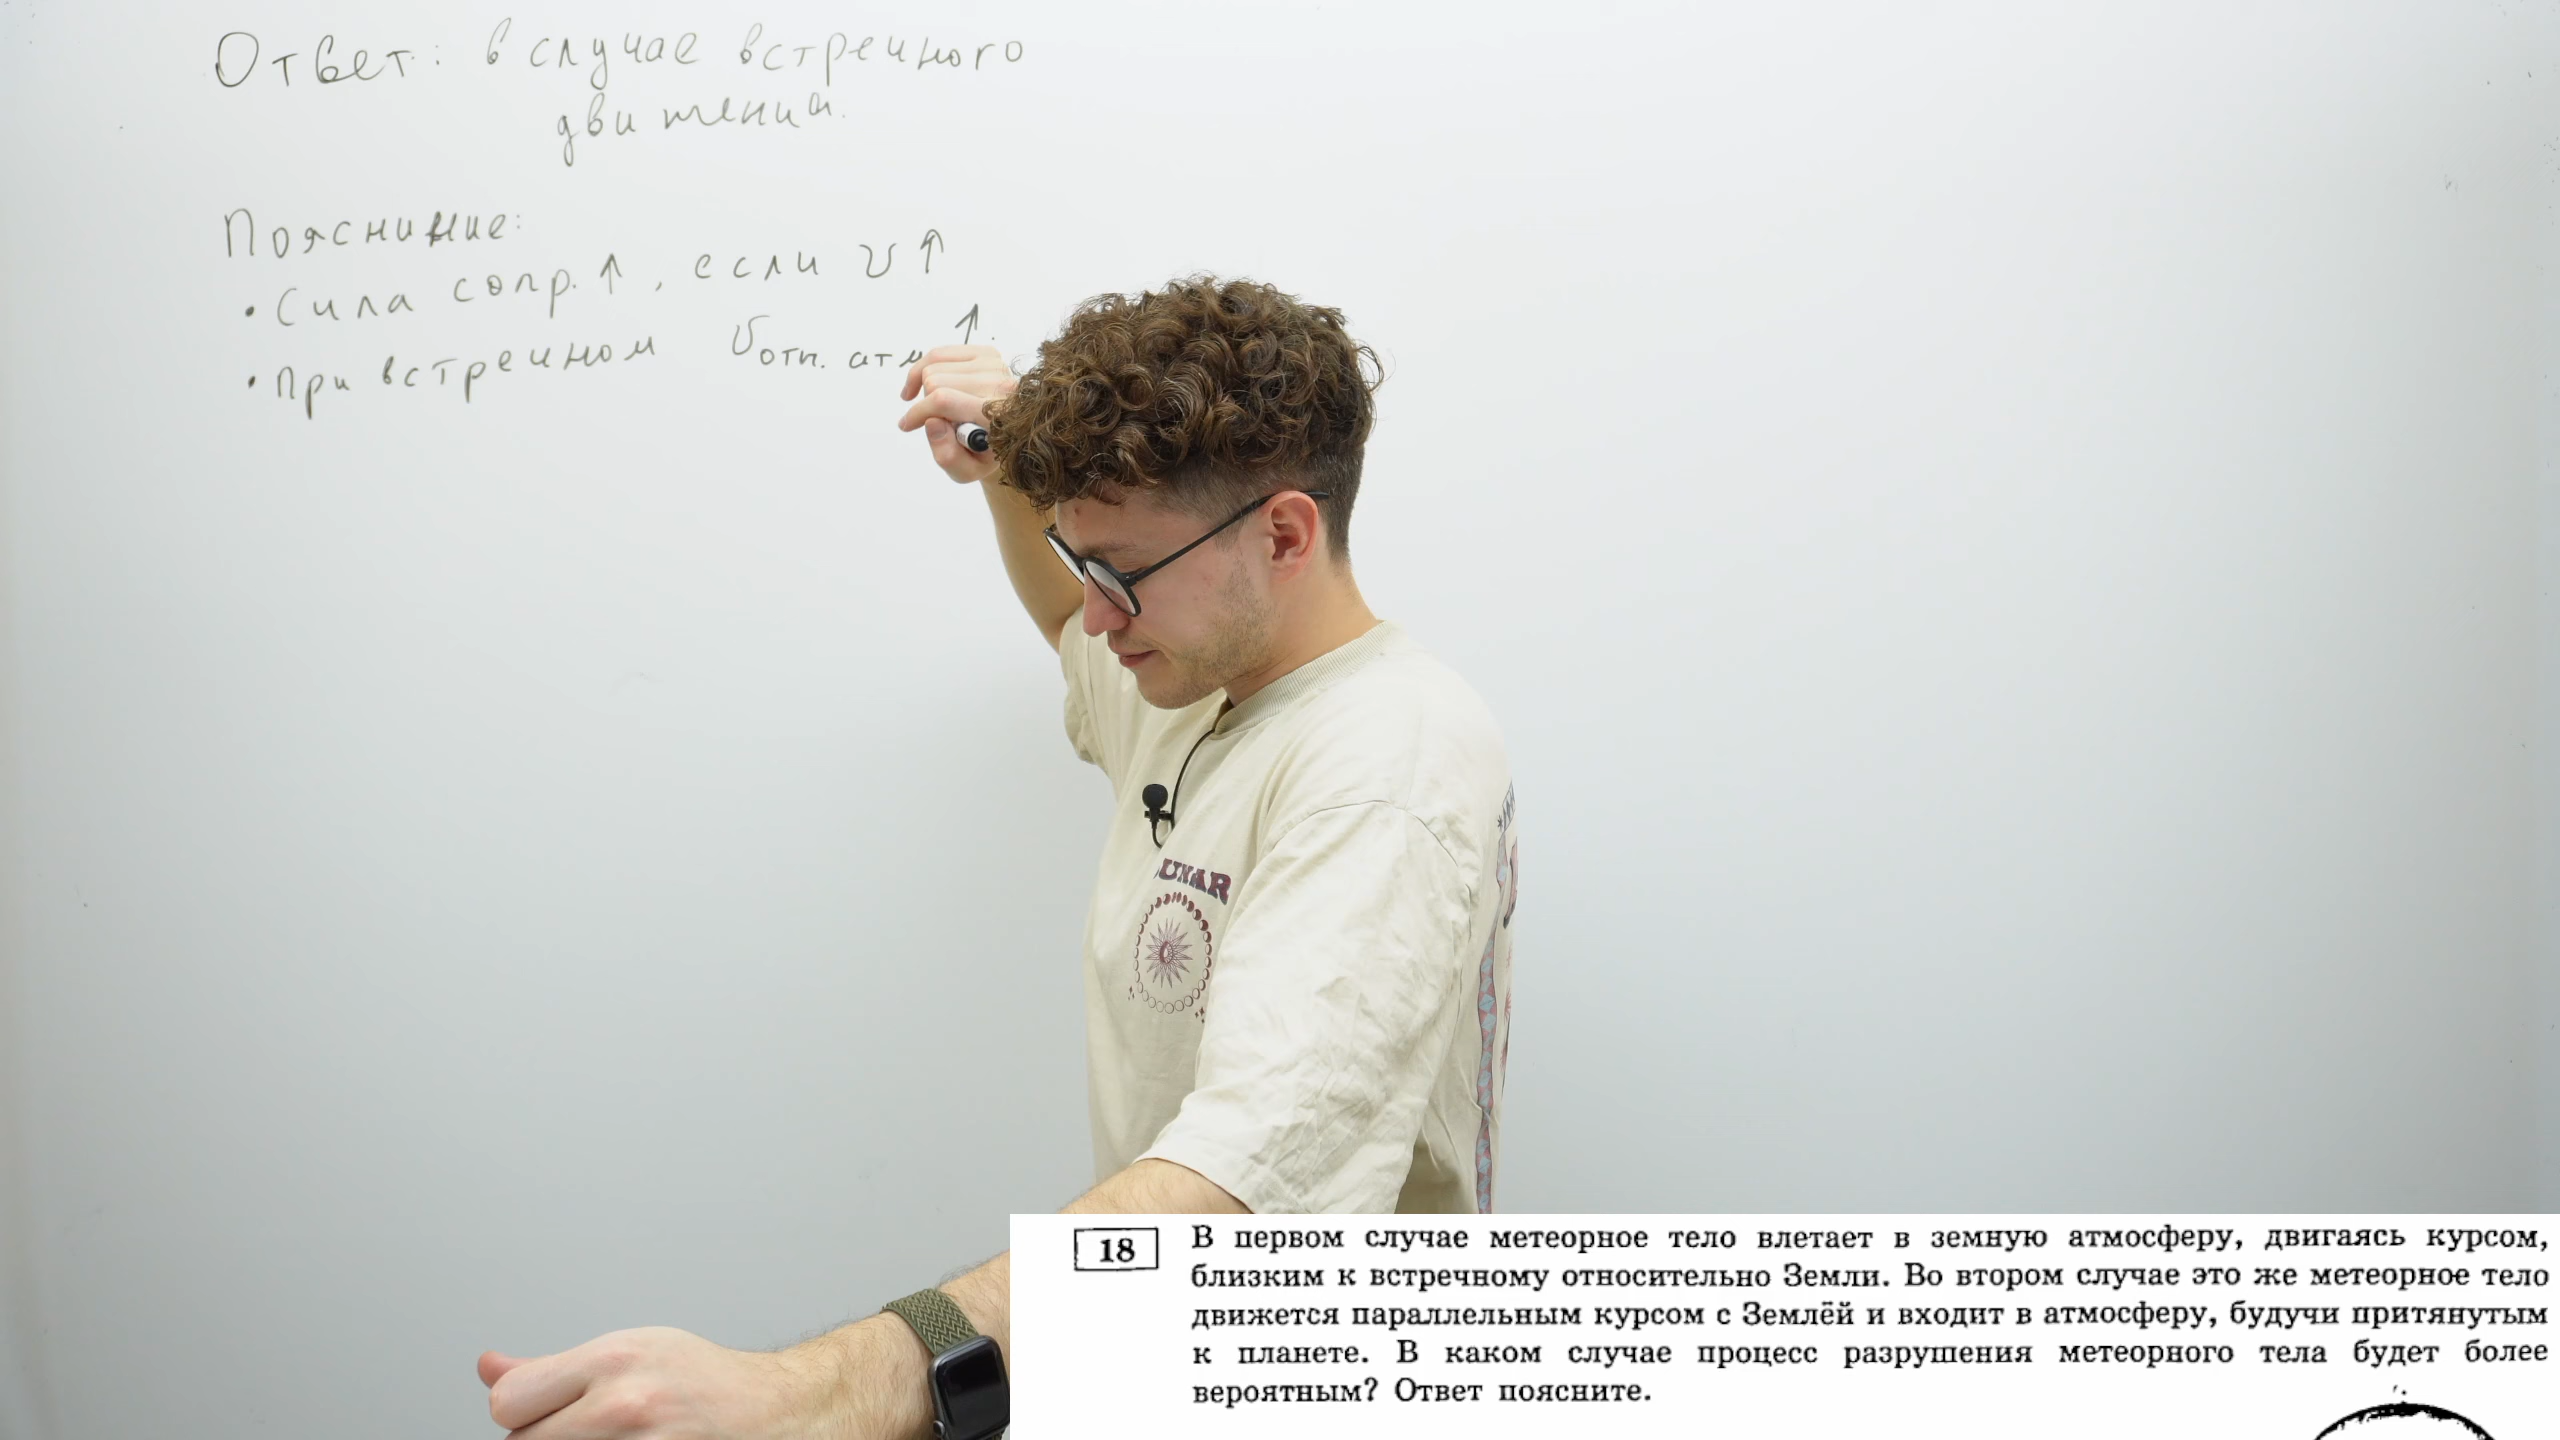 Ответ: в случае встречного
движения.
Поясниние:
• Сила сопр. ↑, если v ↑
• При встречном v отн. атм ↑
LUNAR
18
В первом случае метеорное тело влетает в земную атмосферу, двигаясь курсом,
близким к встречному относительно Земли. Во втором случае это же метеорное тело
движется параллельным курсом с Землёй и входит в атмосферу, будучи притянутым
к планете. В каком случае процесс разрушения метеорного тела будет более
вероятным? Ответ поясните.